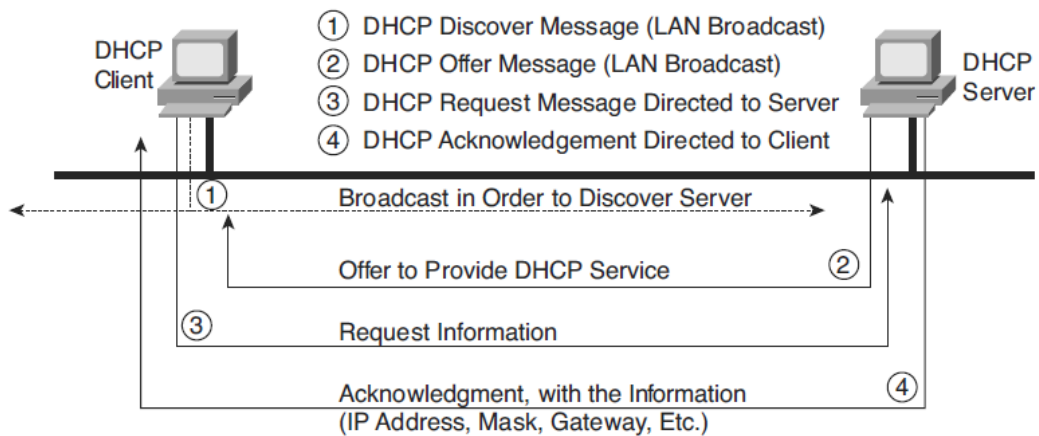 DHCP
Client
① DHCP Discover Message (LAN Broadcast)
② DHCP Offer Message (LAN Broadcast)
③ DHCP Request Message Directed to Server
④ DHCP Acknowledgement Directed to Client
DHCP
Server
① Broadcast in Order to Discover Server
Offer to Provide DHCP Service ②
③ Request Information
Acknowledgment, with the Information ④
(IP Address, Mask, Gateway, Etc.)